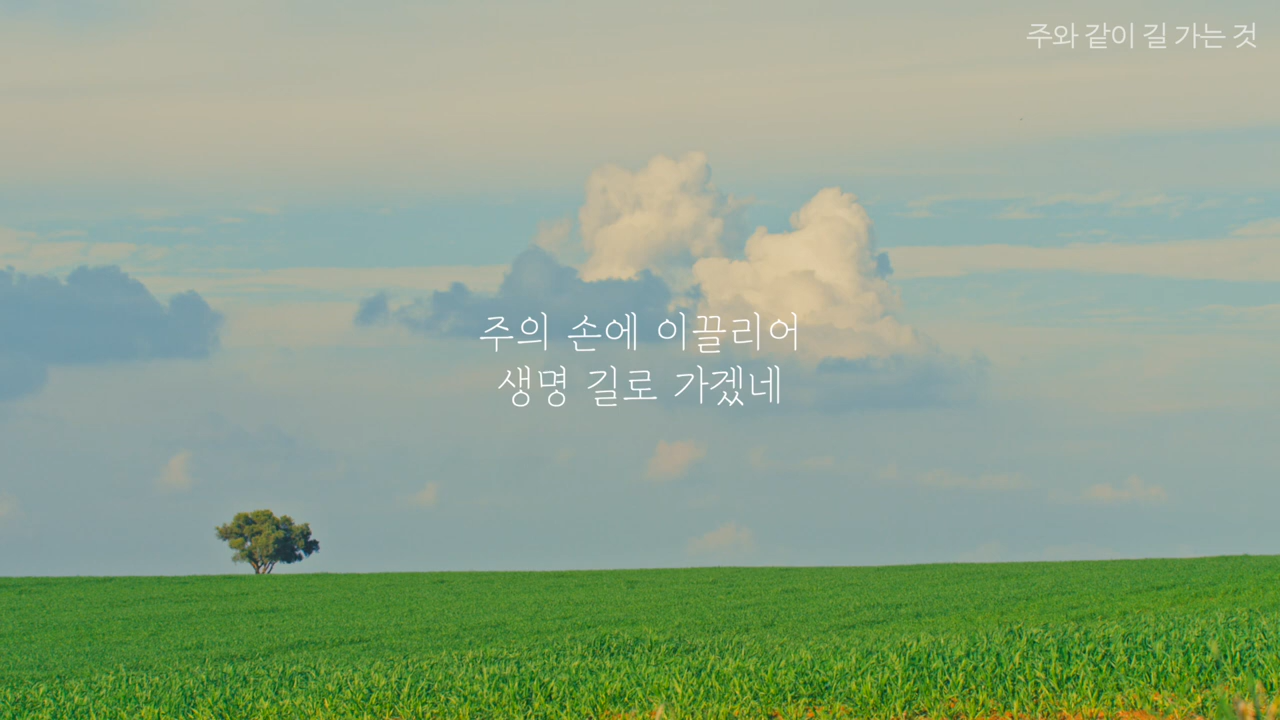 주와 같이 길 가는 것
주의 손에 이끌리어
생명 길로 가겠네